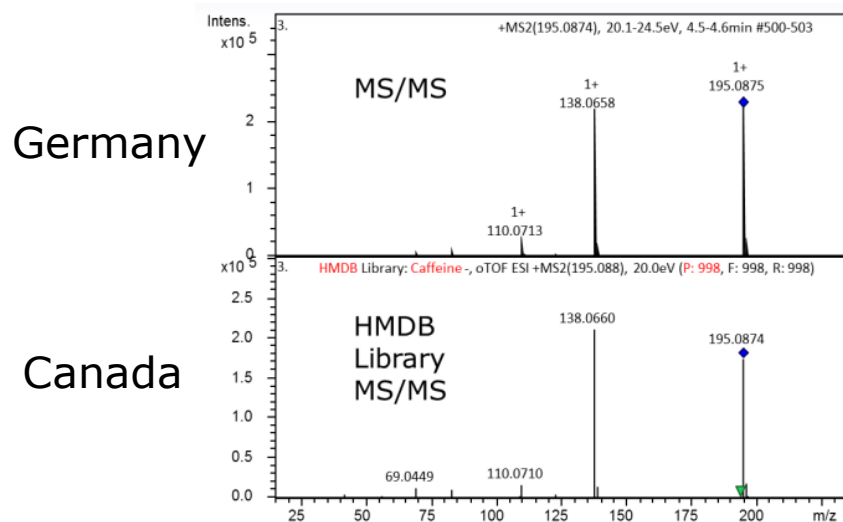 Germany
Intens.
x10 5
3.
+MS2(195.0874), 20.1-24.5eV, 4.5-4.6min #500-503
MS/MS
1+
138.0658
1+
195.0875
1+
110.0713
2
1
0
Canada
x10 5
3.
HMDB Library: Caffeine -, oTOF ESI +MS2(195.088), 20.0eV (P: 998, F: 998, R: 998)
HMDB
Library
MS/MS
138.0660
195.0874
69.0449
110.0710
2.5
2.0
1.5
1.0
0.5
0.0
25 50 75 100 125 150 175 200 m/z